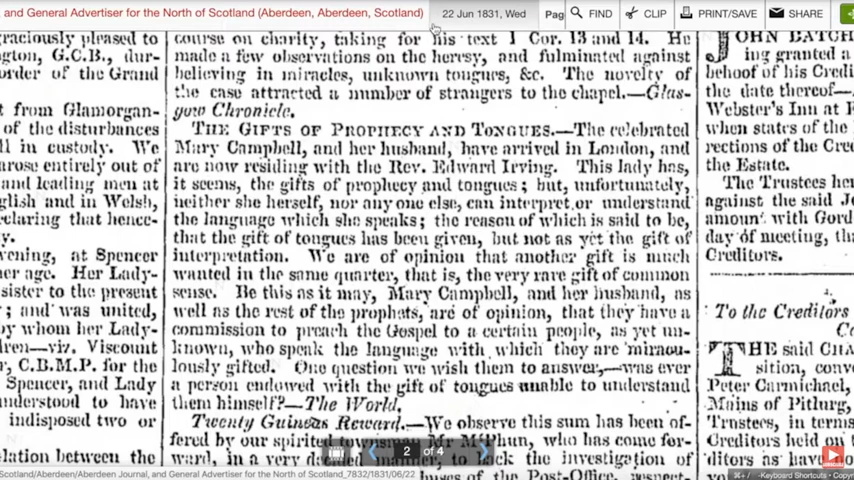 and General Advertiser for the North of Scotland (Aberdeen, Aberdeen, Scotland)
22 Jun 1831, Wed
Pag
FIND
CLIP
PRINT/SAVE
SHARE
graciously pleased to
ngton, G.C.B., dur-
order of the Grand
t from Glamorgan-
of the disturbances
ll in custody. We
arose entirely out of
and leading men at
glish and in Welsh,
claring that hence-
y.
vening, at Spencer
her age. Her Lady-
sister to the present
; and was united,
by whom her Lady-
dren—viz. Viscount
r, C.B.M.P. for the
Spencer, and Lady
understood to have
indisposed two or
lation between the
course on charity, taking for his text 1 Cor. 13 and 14. He
made a few observations on the heresy, and fulminated against
believing in miracles, unknown tongues, &c. The novelty of
the case attracted a number of strangers to the chapel.—Glas-
gow Chronicle.
THE GIFTS OF PROPHECY AND TONGUES.—The celebrated
Mary Campbell, and her husband, have arrived in London, and
are now residing with the Rev. Edward Irving. This lady has,
it seems, the gifts of prophecy and tongues; but, unfortunately,
neither she herself, nor any one else, can interpret or understand
the language which she speaks; the reason of which is said to be,
that the gift of tongues has been given, but not as yet the gift of
interpretation. We are of opinion that another gift is much
wanted in the same quarter, that is, the very rare gift of common
sense. Be this as it may, Mary Campbell, and her husband, as
well as the rest of the prophets, are of opinion, that they have a
commission to preach the Gospel to a certain people, as yet un-
known, who speak the language with which they are miracu-
lously gifted. One question we wish them to answer,—was ever
a person endowed with the gift of tongues unable to understand
them himself?—The World.
Twenty Guineas Reward.—We observe this sum has been of-
fered by our spirited townsman Mr M'Phun, who has come for-
ward, in a very decided manner, to back the investigation of
of the Post-Office,
JOHN BATCH
ing granted a
behoof of his Credi
the date thereof—
Webster's Inn at
when states of the
rections of the Cre
the Estate.
The Trustees her
against the said J
amount with Gord
day of meeting, tha
Creditors.
To the Creditors
Co
THE said CHA
sition, conve
Peter Carmichael,
Mains of Pitlurg,
Trustees, in terms
Creditors held on
ditors as have
2 of 4
Scotland/Aberdeen/Aberdeen Journal, and General Advertiser for the North of Scotland_7832/1831/06/22
⌘+/ -Keyboard Shortcuts • Copyr